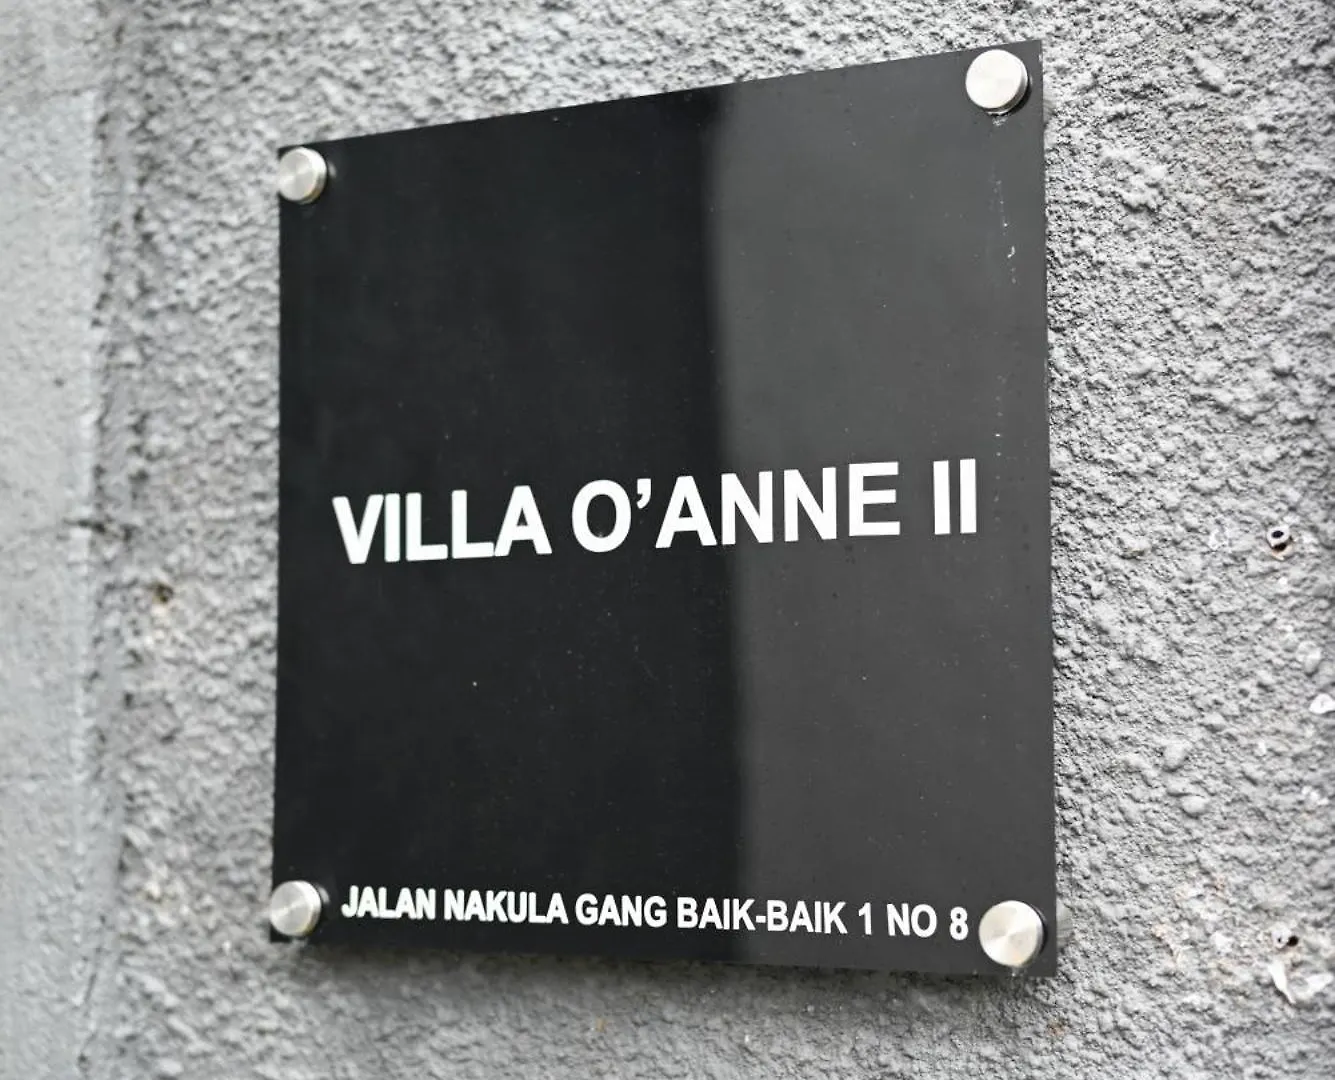 VILLA O’ANNE II
JALAN NAKULA GANG BAIK-BAIK 1 NO 8